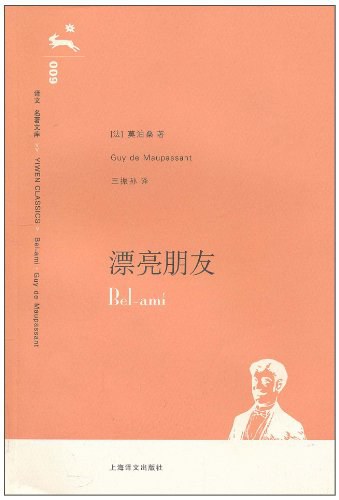 009
译文 名著文库 · YIWEN CLASSICS · Bel-ami Guy de Maupassant
[法] 莫泊桑 著
Guy de Maupassant
王振孙 译
漂亮朋友
Bel-ami
上海译文出版社